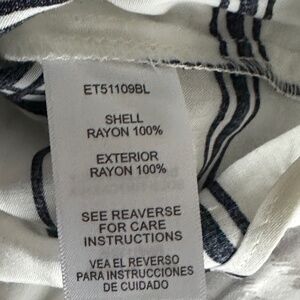 ET51109BL
SHELL
RAYON 100%
EXTERIOR
RAYON 100%
SEE REAVERSE
FOR CARE
INSTRUCTIONS
VEA EL REVERSO
PARA INSTRUCCIONES
DE CUIDADO